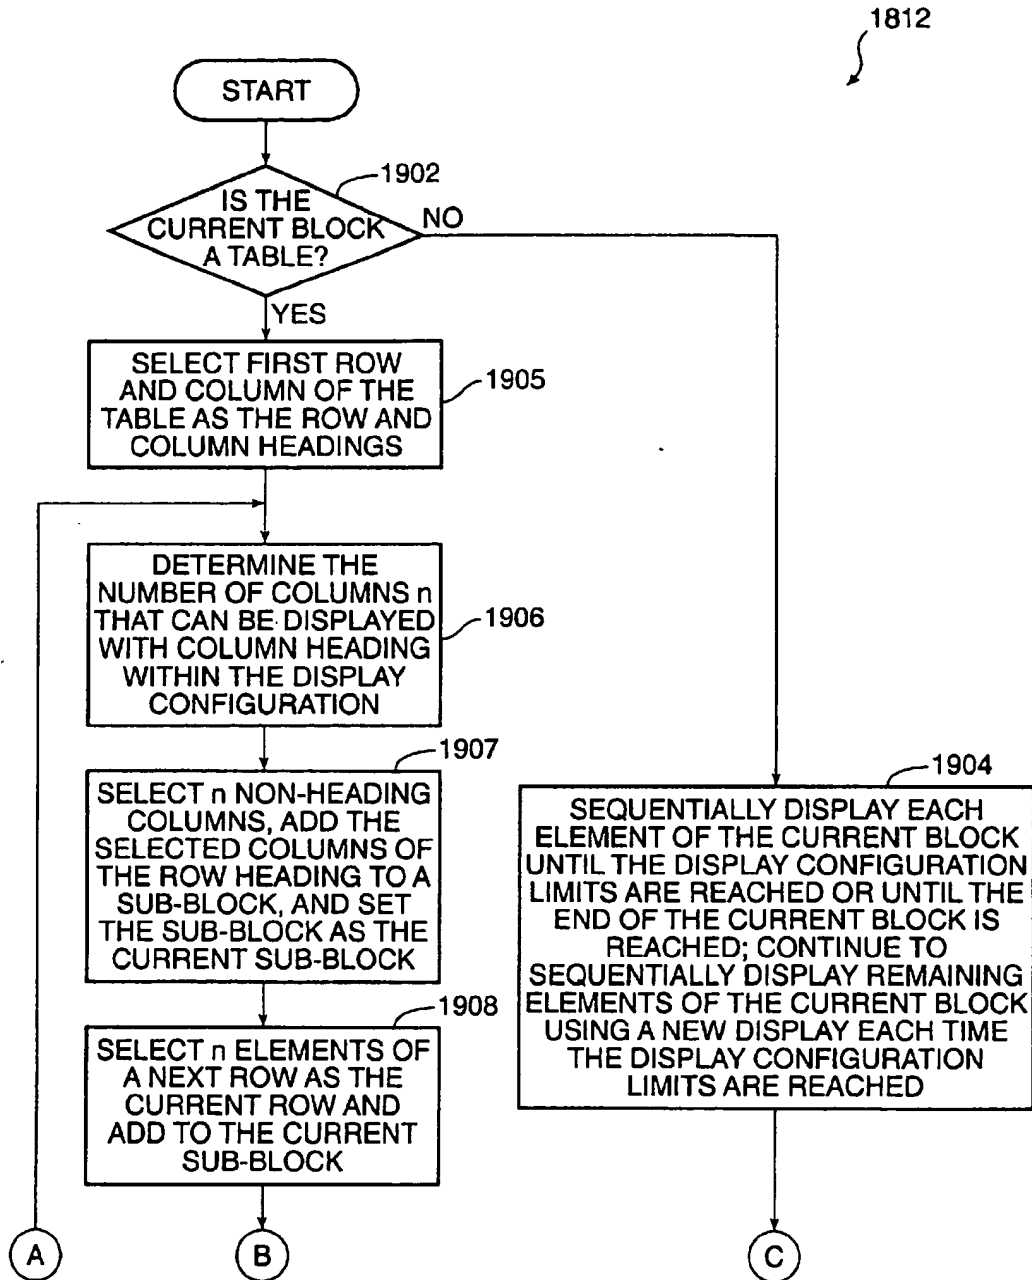 1812
START
1902
IS THE
CURRENT BLOCK
A TABLE?
NO
YES
SELECT FIRST ROW
AND COLUMN OF THE
TABLE AS THE ROW AND
COLUMN HEADINGS
1905
DETERMINE THE
NUMBER OF COLUMNS n
THAT CAN BE DISPLAYED
WITH COLUMN HEADING
WITHIN THE DISPLAY
CONFIGURATION
1906
1907
SELECT n NON-HEADING
COLUMNS, ADD THE
SELECTED COLUMNS OF
THE ROW HEADING TO A
SUB-BLOCK, AND SET
THE SUB-BLOCK AS THE
CURRENT SUB-BLOCK
1908
SELECT n ELEMENTS OF
A NEXT ROW AS THE
CURRENT ROW AND
ADD TO THE CURRENT
SUB-BLOCK
1904
SEQUENTIALLY DISPLAY EACH
ELEMENT OF THE CURRENT BLOCK
UNTIL THE DISPLAY CONFIGURATION
LIMITS ARE REACHED OR UNTIL THE
END OF THE CURRENT BLOCK IS
REACHED; CONTINUE TO
SEQUENTIALLY DISPLAY REMAINING
ELEMENTS OF THE CURRENT BLOCK
USING A NEW DISPLAY EACH TIME
THE DISPLAY CONFIGURATION
LIMITS ARE REACHED
A
B
C